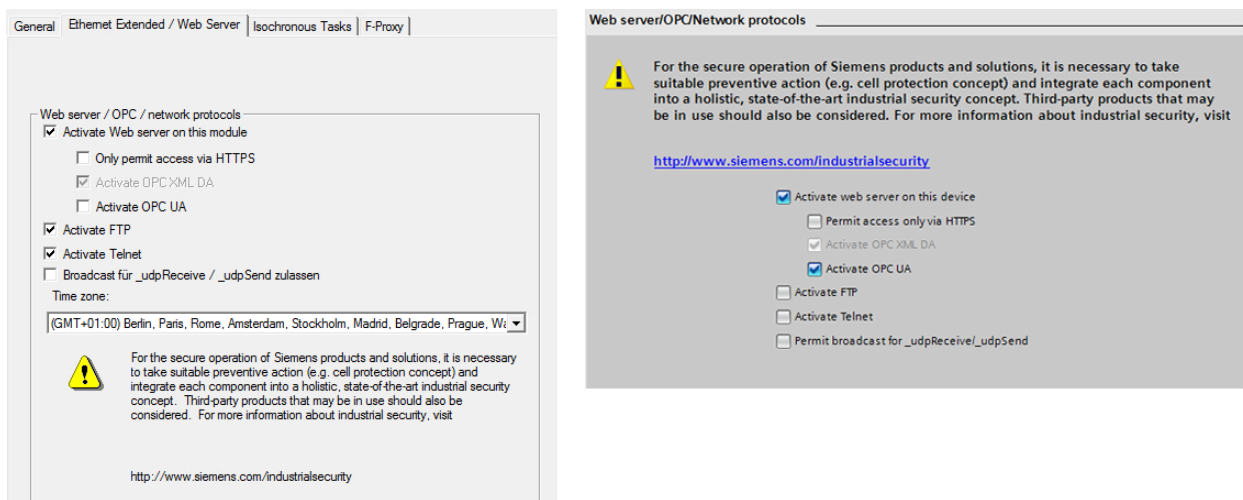 General
Ethernet Extended / Web Server
Isochronous Tasks
F-Proxy
Web server / OPC / network protocols
Activate Web server on this module
Only permit access via HTTPS
Activate OPC XML DA
Activate OPC UA
Activate FTP
Activate Telnet
Broadcast für _udpReceive / _udpSend zulassen
Time zone:
(GMT+01:00) Berlin, Paris, Rome, Amsterdam, Stockholm, Madrid, Belgrade, Prague,
For the secure operation of Siemens products and solutions, it is necessary
to take suitable preventive action (e.g. cell protection concept) and
integrate each component into a holistic, state-of-the-art industrial security
concept. Third-party products that may be in use should also be
considered. For more information about industrial security, visit
http://www.siemens.com/industrialsecurity
Web server/OPC/Network protocols
For the secure operation of Siemens products and solutions, it is necessary to take
suitable preventive action (e.g. cell protection concept) and integrate each component
into a holistic, state-of-the-art industrial security concept. Third-party products that may
be in use should also be considered. For more information about industrial security, visit
http://www.siemens.com/industrialsecurity
Activate web server on this device
Permit access only via HTTPS
Activate OPC XML DA
Activate OPC UA
Activate FTP
Activate Telnet
Permit broadcast for _udpReceive/_udpSend